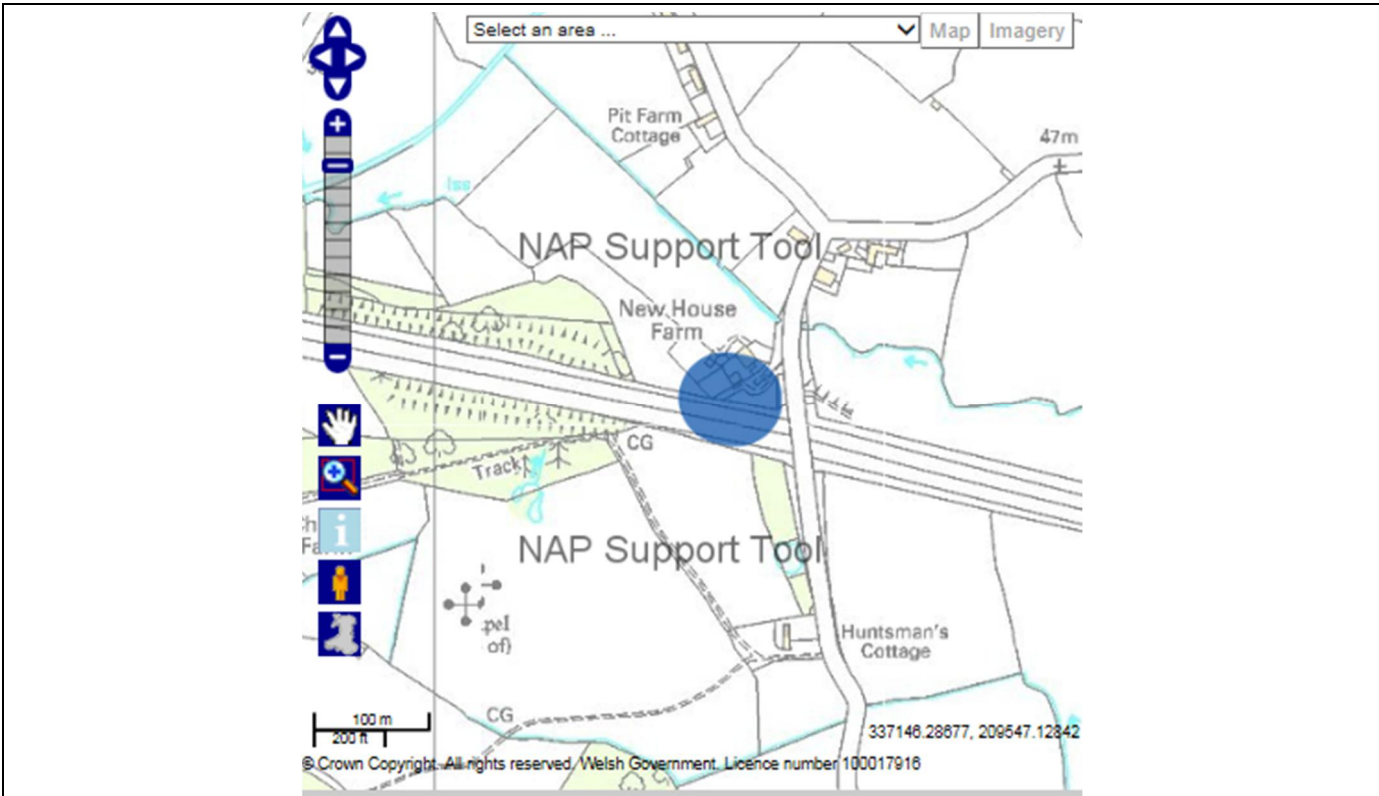 Select an area ...
Map
Imagery
Pit Farm
Cottage
47m
Iss
NAP Support Tool
New House
Farm
CG
Track
NAP Support Tool
Huntsman's
Cottage
of)
CG
100 m
200 ft
337146.28677, 209547.12842
© Crown Copyright. All rights reserved. Welsh Government. Licence number 100017916